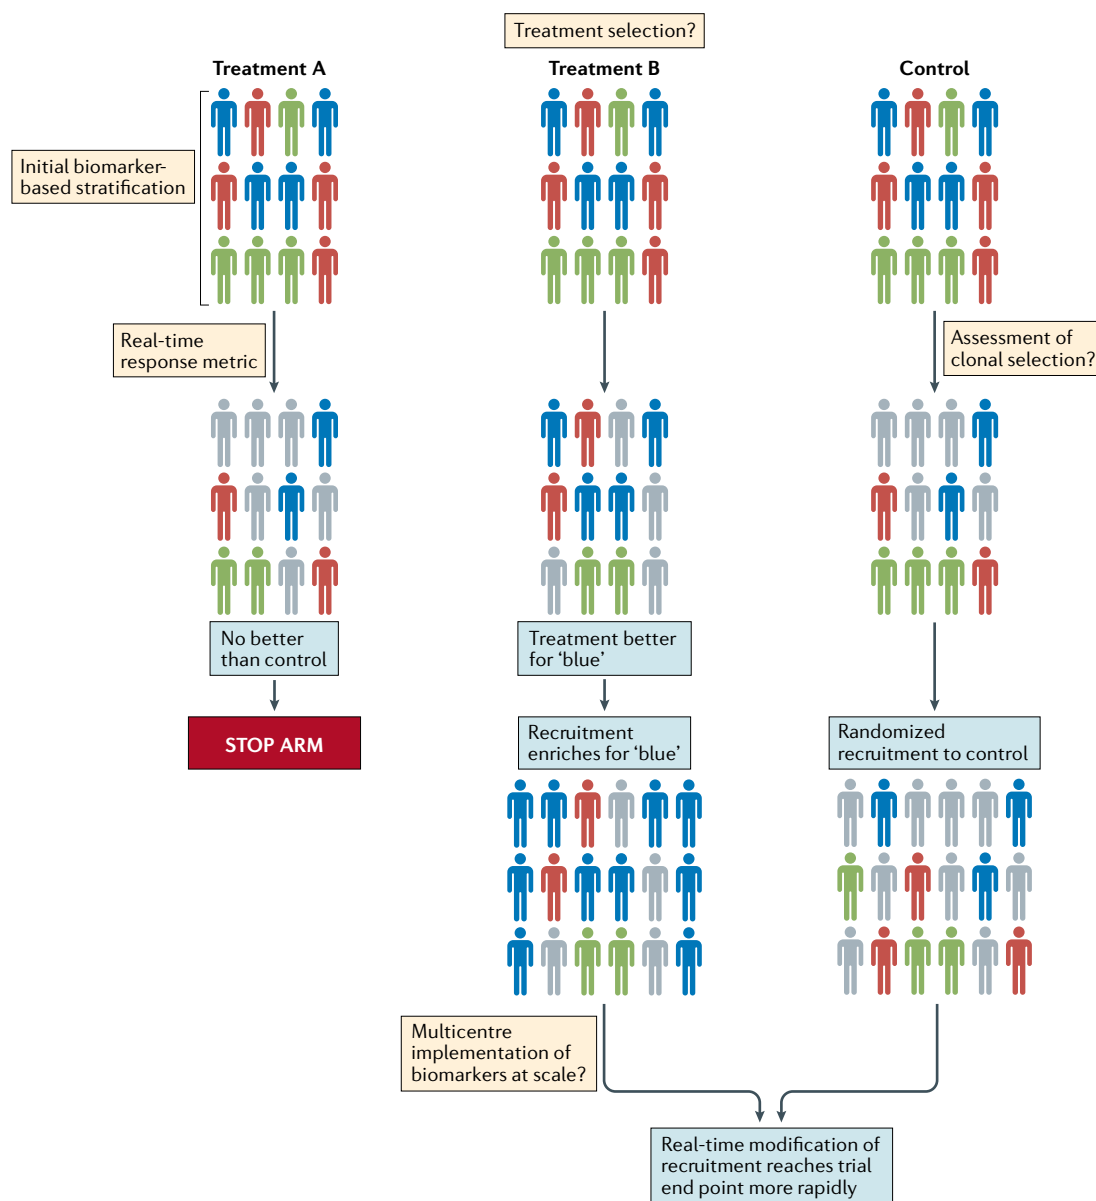 Treatment selection?
Treatment A
Treatment B
Control
Initial biomarker-
based stratification
Real-time
response metric
Assessment of
clonal selection?
No better
than control
Treatment better
for ‘blue’
STOP ARM
Recruitment
enriches for ‘blue’
Randomized
recruitment to control
Multicentre
implementation of
biomarkers at scale?
Real-time modification of
recruitment reaches trial
end point more rapidly